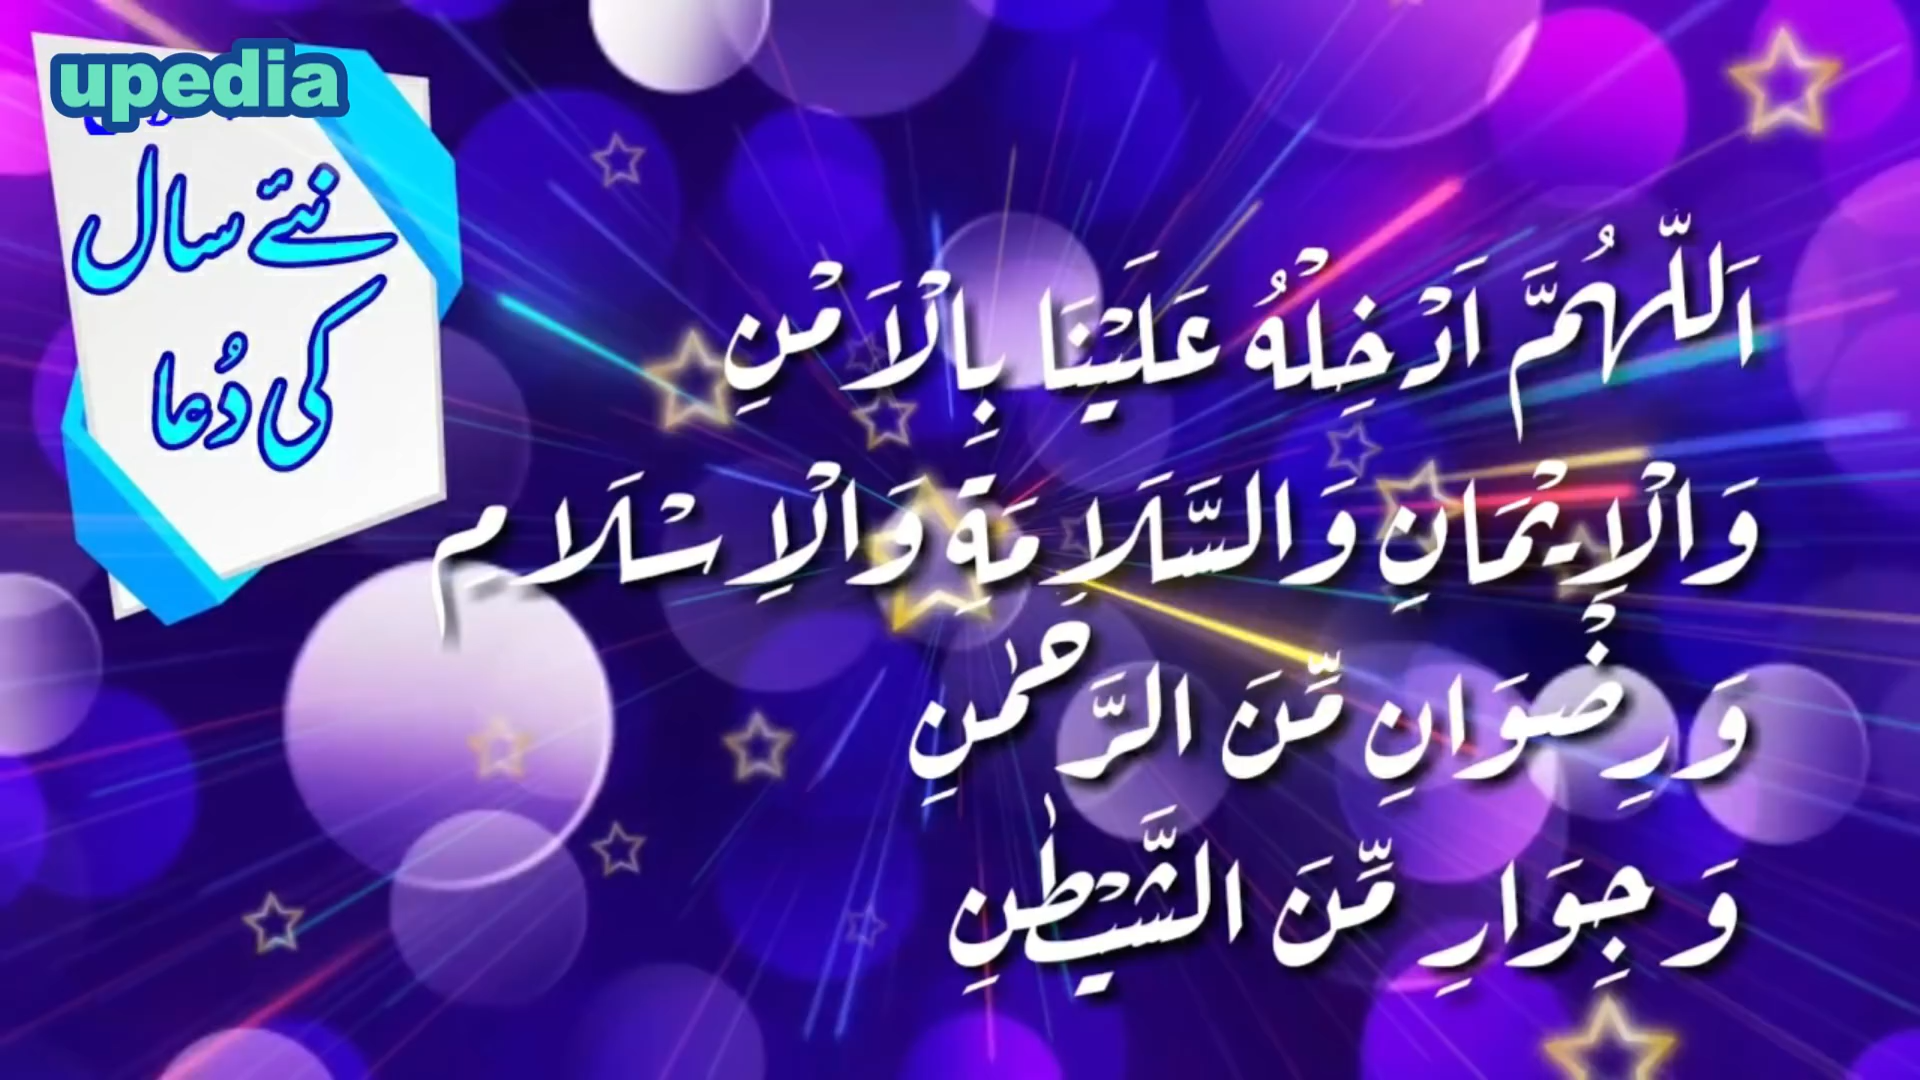 upedia
نئے سال
کی دُعا
اَللّٰهُمَّ اَدْخِلْهُ عَلَيْنَا بِالْاَمْنِ
وَالْاِيْمَانِ وَالسَّلَامَةِ وَالْاِسْلَامِ
وَرِضْوَانٍ مِّنَ الرَّحْمٰنِ
وَجِوَارٍ مِّنَ الشَّيْطٰنِ